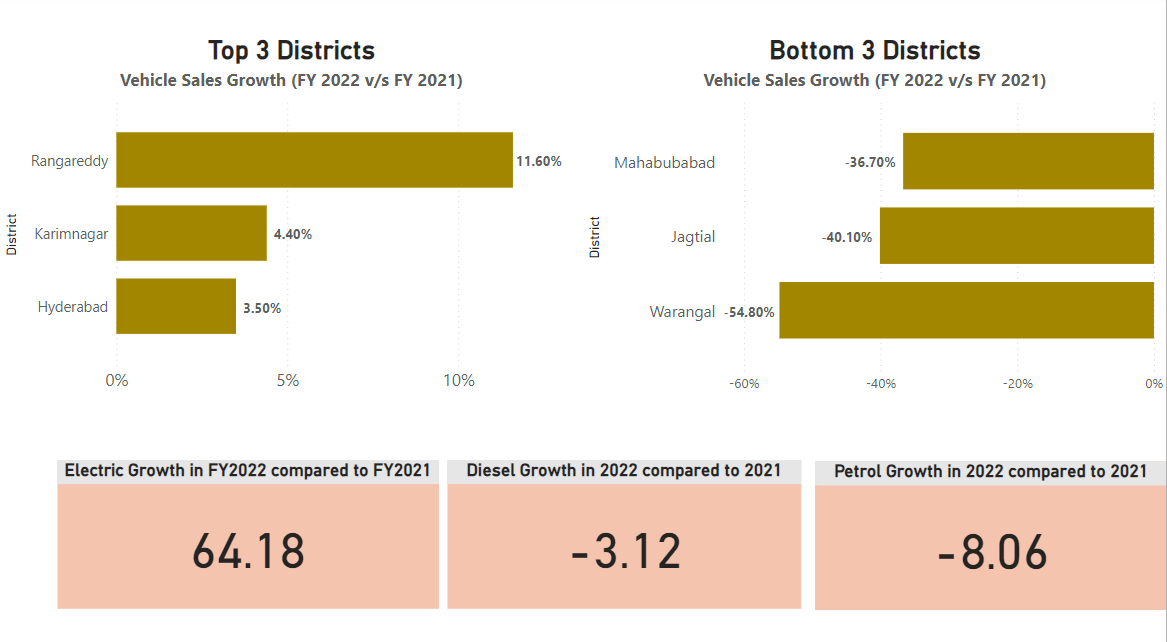 Top 3 Districts
Vehicle Sales Growth (FY 2022 v/s FY 2021)
District
Rangareddy
11.60%
Karimnagar
4.40%
Hyderabad
3.50%
0%
5%
10%
Bottom 3 Districts
Vehicle Sales Growth (FY 2022 v/s FY 2021)
District
Mahabubabad
-36.70%
Jagtial
-40.10%
Warangal
-54.80%
-60%
-40%
-20%
0%
Electric Growth in FY2022 compared to FY2021
64.18
Diesel Growth in 2022 compared to 2021
-3.12
Petrol Growth in 2022 compared to 2021
-8.06